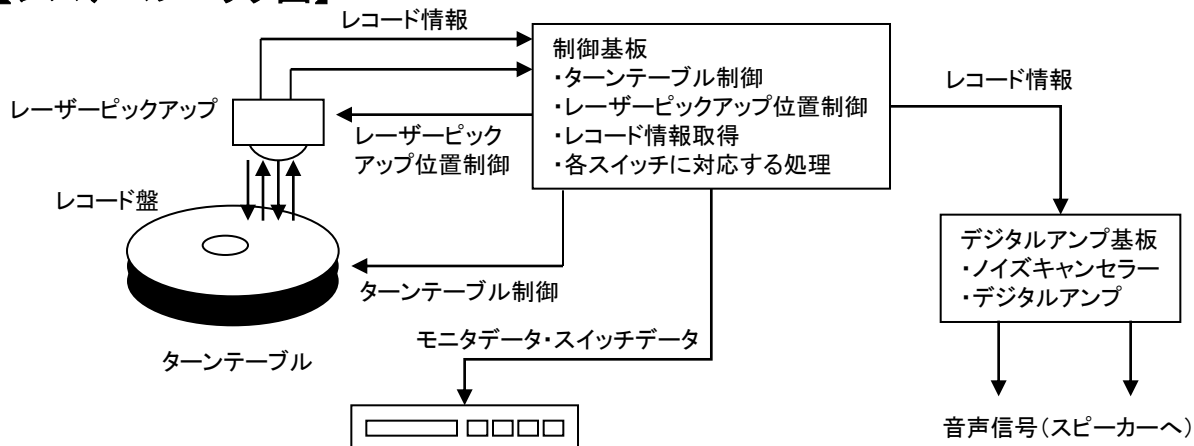 レコード情報
制御基板
・ターンテーブル制御
・レーザーピックアップ位置制御
・レコード情報取得
・各スイッチに対応する処理
レコード情報
レーザーピックアップ
レーザーピック
アップ位置制御
レコード盤
デジタルアンプ基板
・ノイズキャンセラー
・デジタルアンプ
ターンテーブル制御
モニタデータ・スイッチデータ
ターンテーブル
音声信号(スピーカーへ)